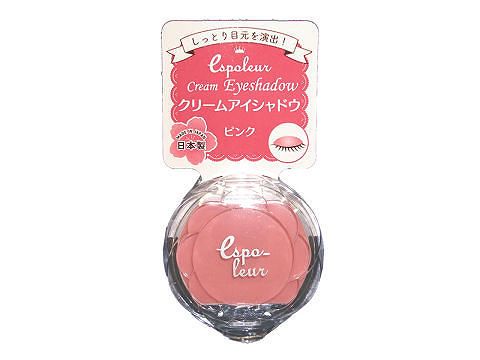 しっとり目元を演出!
espoleur
Cream Eyeshadow
クリームアイシャドウ
MADE IN JAPAN
日本製
ピンク
espo-
leur